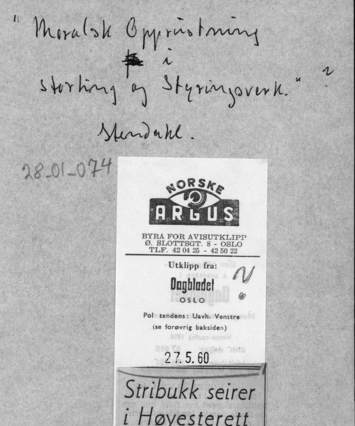 "Moralsk Opprustning
i
storting og Styringsverk." ?
Stendahl.
28-01-074
NORSKE
ARGUS
BYRA FOR AVISUTKLIPP
Ø. SLOTTSGT. 8 - OSLO
TLF. 42 04 25 - 42 50 22
Utklipp fra:
Dagbladet
OSLO
Pol tendens: Uavh. Venstre
(se forøvrig baksiden)
27.5.60
Stribukk seirer
i Høyesterett